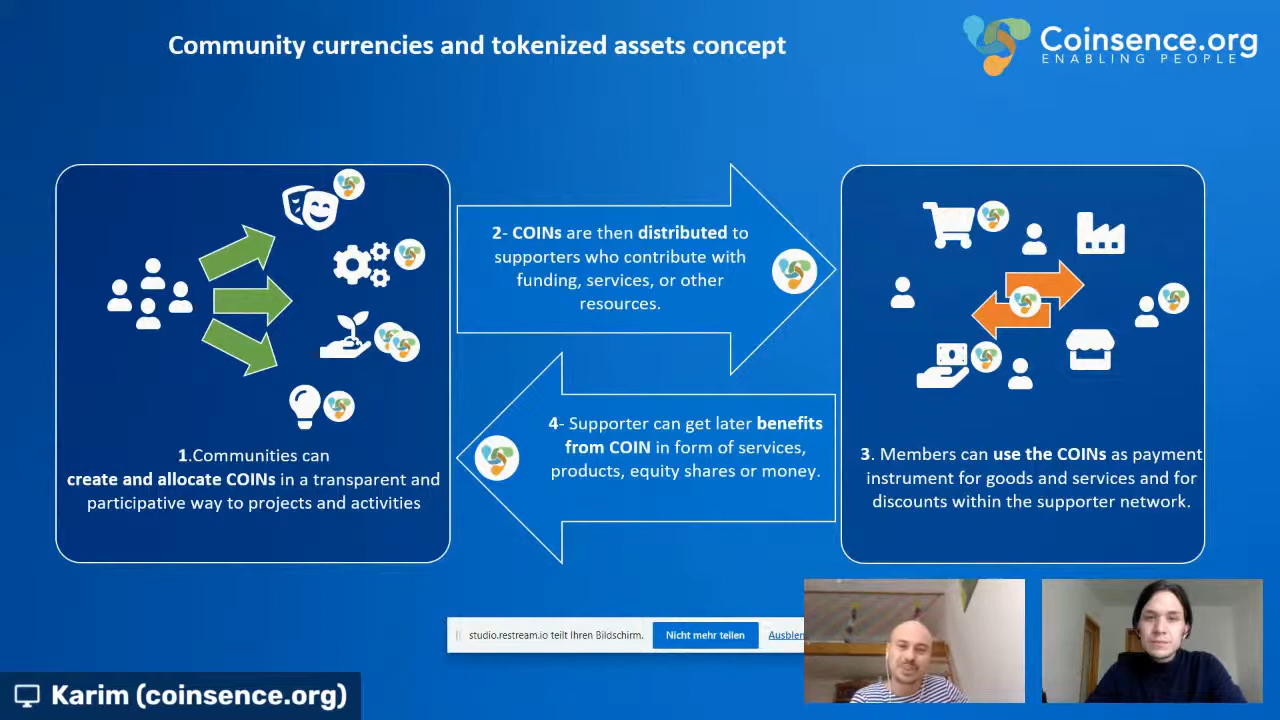 Community currencies and tokenized assets concept
Coinsence.org
ENABLING PEOPLE
1.Communities can
create and allocate COINs in a transparent and
participative way to projects and activities
2- COINs are then distributed to
supporters who contribute with
funding, services, or other
resources.
4- Supporter can get later benefits
from COIN in form of services,
products, equity shares or money.
3. Members can use the COINs as payment
instrument for goods and services and for
discounts within the supporter network.
studio.restream.io teilt Ihren Bildschirm.
Nicht mehr teilen
Ausblen
Karim (coinsence.org)